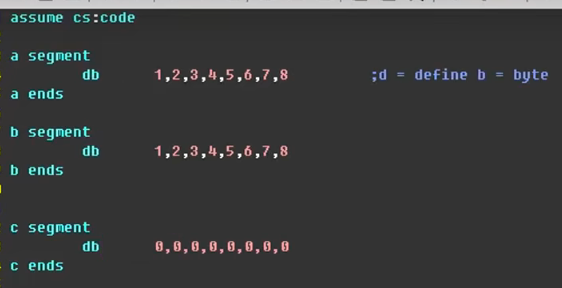 assume cs:code
a segment
db 1,2,3,4,5,6,7,8 ;d = define b = byte
a ends
b segment
db 1,2,3,4,5,6,7,8
b ends
c segment
db 0,0,0,0,0,0,0,0
c ends